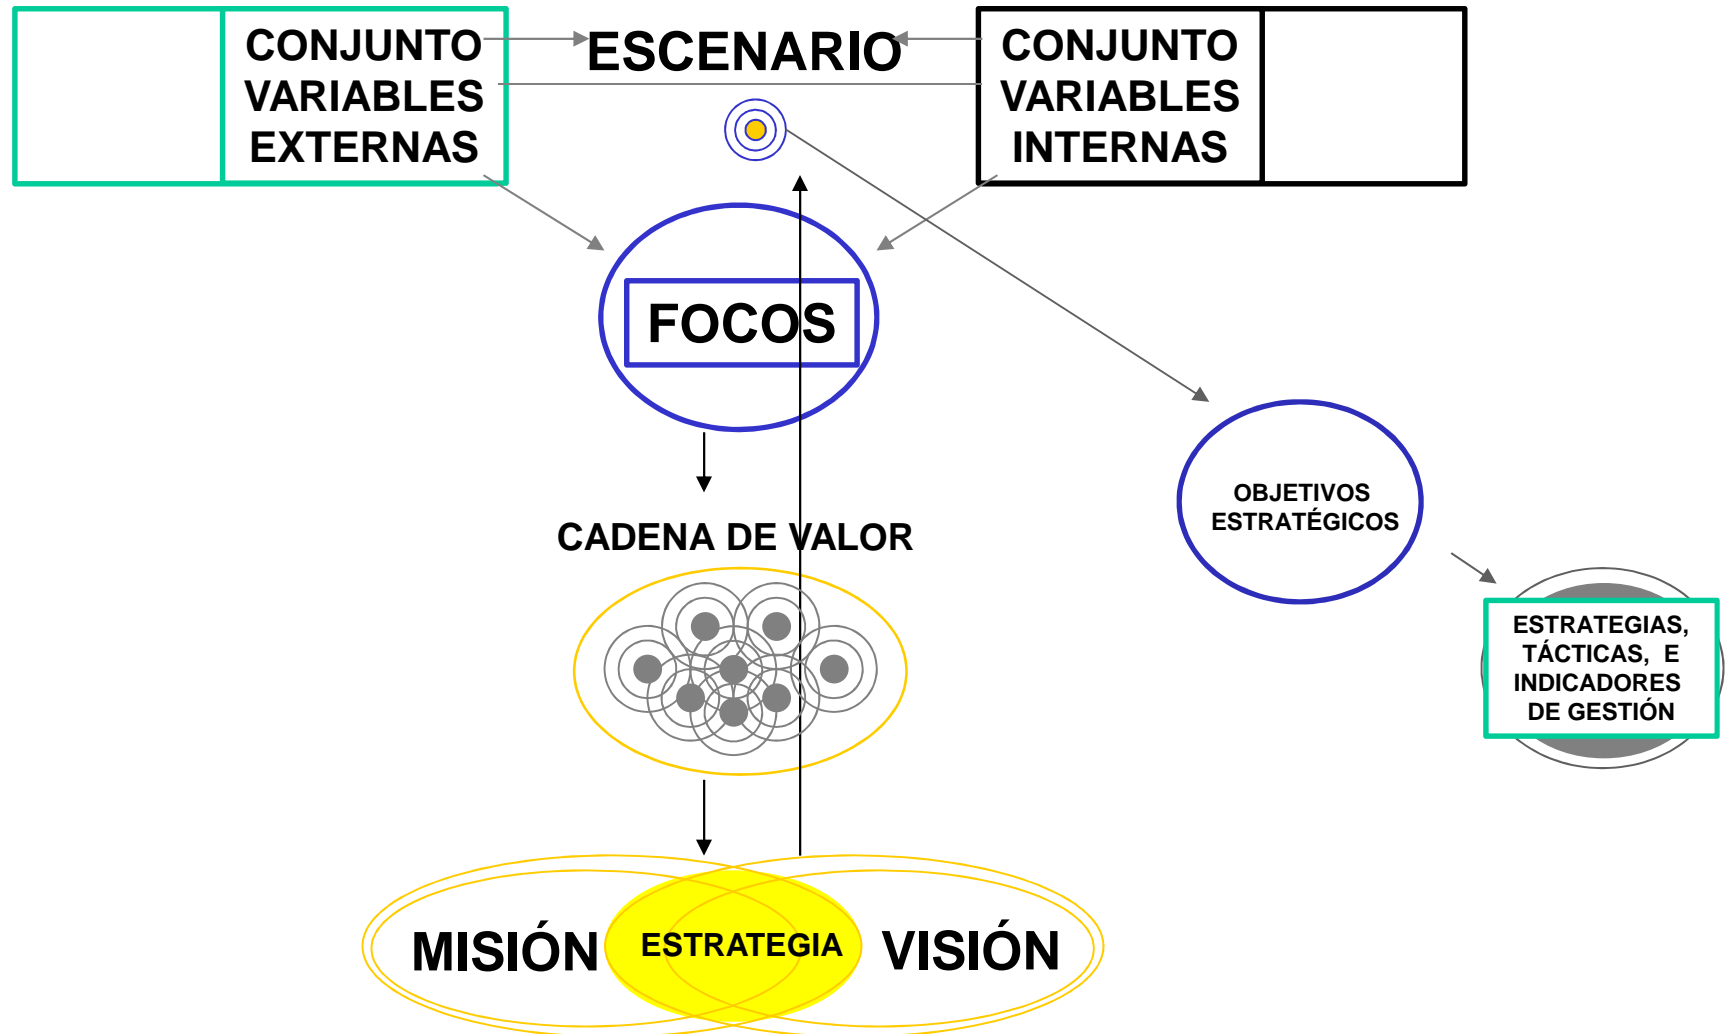 CONJUNTO
VARIABLES
EXTERNAS
ESCENARIO
CONJUNTO
VARIABLES
INTERNAS
FOCOS
OBJETIVOS
ESTRATÉGICOS
CADENA DE VALOR
ESTRATEGIAS,
TÁCTICAS, E
INDICADORES
DE GESTIÓN
MISIÓN
ESTRATEGIA
VISIÓN